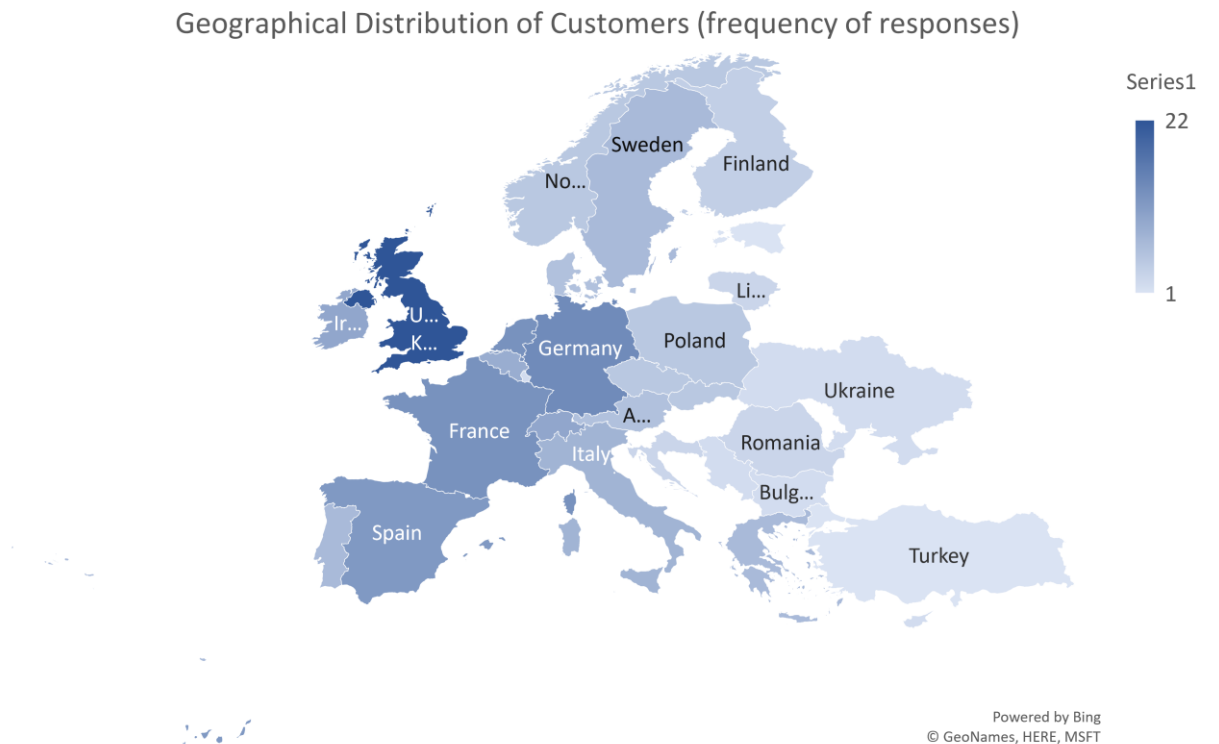 Geographical Distribution of Customers (frequency of responses)
Series1
22
1
Sweden
Finland
No...
Li...
Ir...
U...
K...
Germany
Poland
Ukraine
A...
France
Italy
Romania
Bulg...
Spain
Turkey
Powered by Bing
© GeoNames, HERE, MSFT